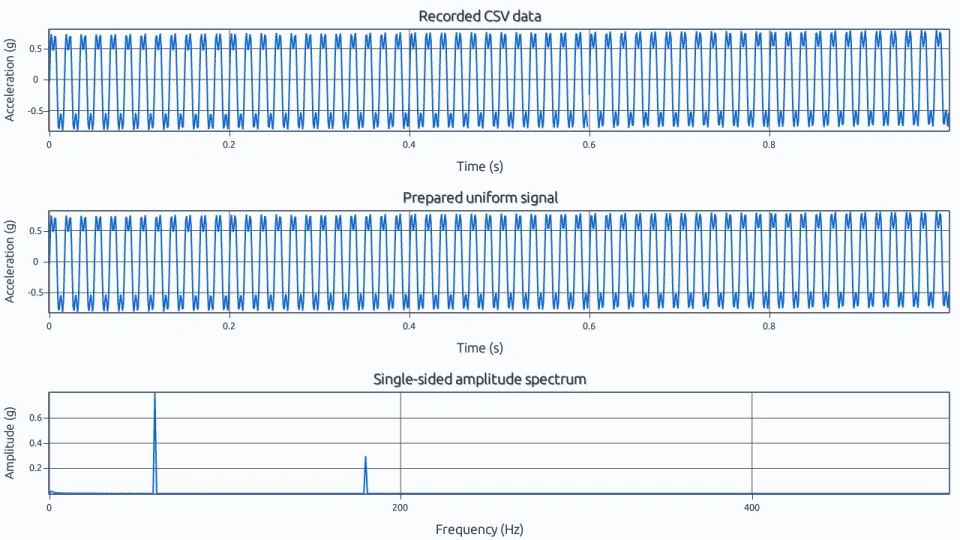 Recorded CSV data
Acceleration (g)
0.5
0
-0.5
0
0.2
0.4
0.6
0.8
Time (s)
Prepared uniform signal
Acceleration (g)
0.5
0
-0.5
0
0.2
0.4
0.6
0.8
Time (s)
Single-sided amplitude spectrum
Amplitude (g)
0.6
0.4
0.2
0
200
400
Frequency (Hz)